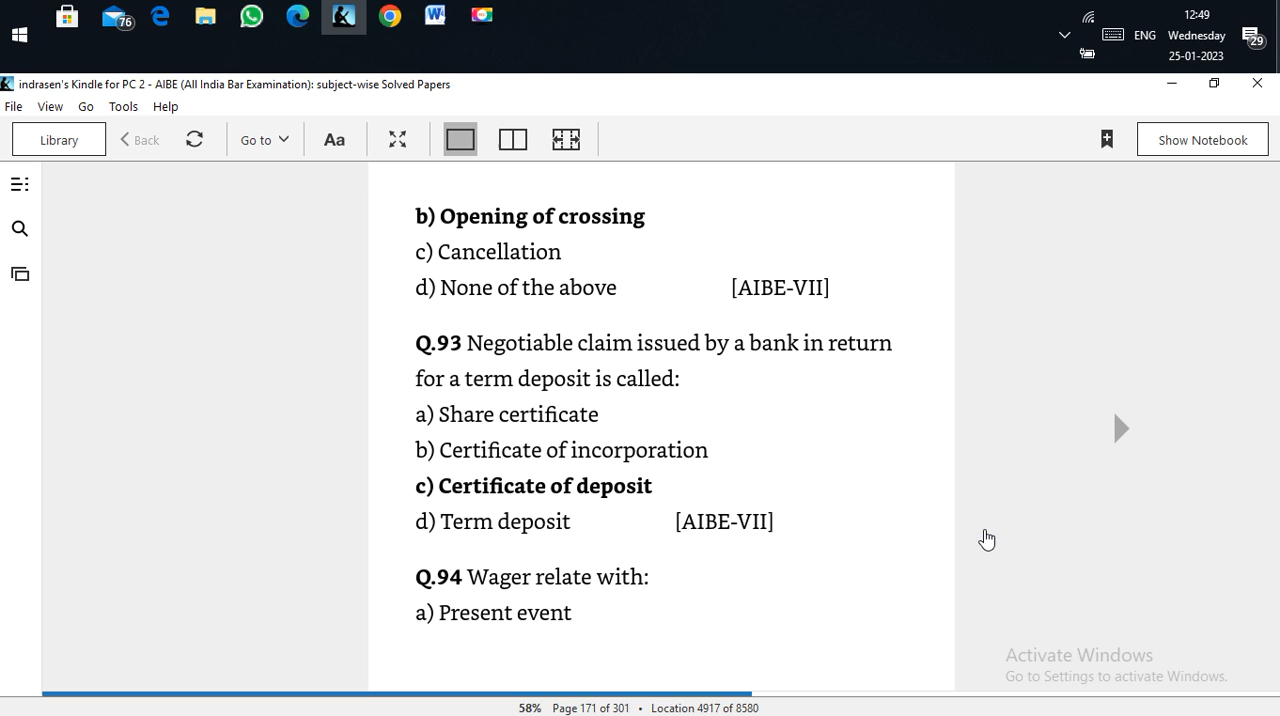 76
12:49
ENG
Wednesday
25-01-2023
29
indrasen's Kindle for PC 2 - AIBE (All India Bar Examination): subject-wise Solved Papers
File View Go Tools Help
Library
Back
Go to
Aa
Show Notebook
b) Opening of crossing
c) Cancellation
d) None of the above [AIBE-VII]
Q.93 Negotiable claim issued by a bank in return
for a term deposit is called:
a) Share certificate
b) Certificate of incorporation
c) Certificate of deposit
d) Term deposit [AIBE-VII]
Q.94 Wager relate with:
a) Present event
Activate Windows
Go to Settings to activate Windows.
58% Page 171 of 301 • Location 4917 of 8580